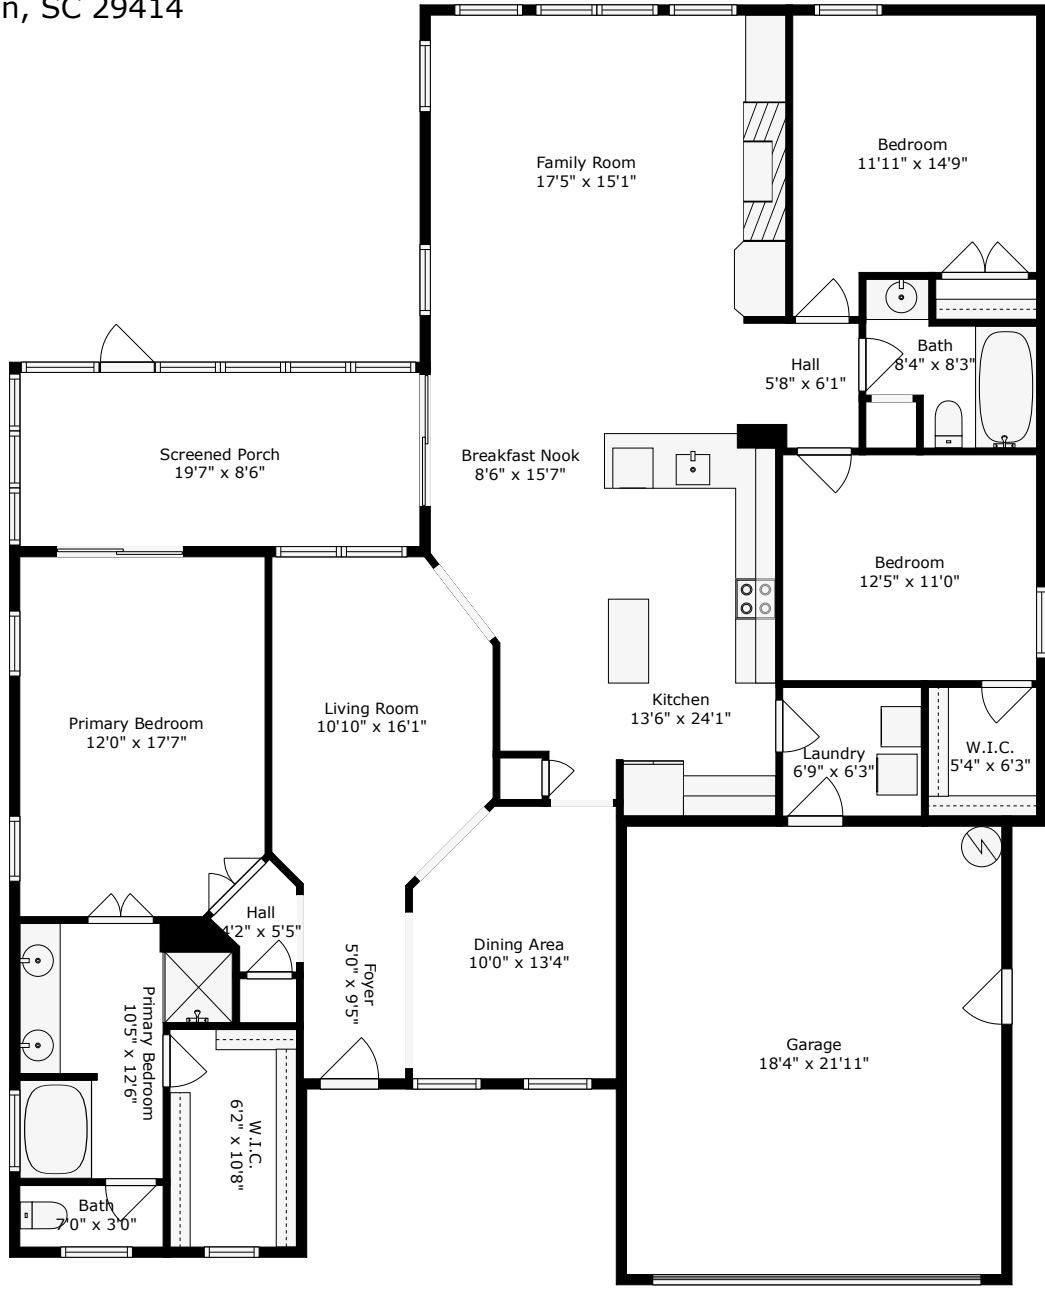 n, SC 29414
Family Room
17'5" x 15'1"
Bedroom
11'11" x 14'9"
Hall
5'8" x 6'1"
Bath
8'4" x 8'3"
Screened Porch
19'7" x 8'6"
Breakfast Nook
8'6" x 15'7"
Bedroom
12'5" x 11'0"
Primary Bedroom
12'0" x 17'7"
Living Room
10'10" x 16'1"
Kitchen
13'6" x 24'1"
Laundry
6'9" x 6'3"
W.I.C.
5'4" x 6'3"
Hall
4'2" x 5'5"
Foyer
5'0" x 9'5"
Dining Area
10'0" x 13'4"
Primary Bedroom
10'5" x 12'6"
Garage
18'4" x 21'11"
W.I.C.
6'2" x 10'8"
Bath
7'0" x 3'0"